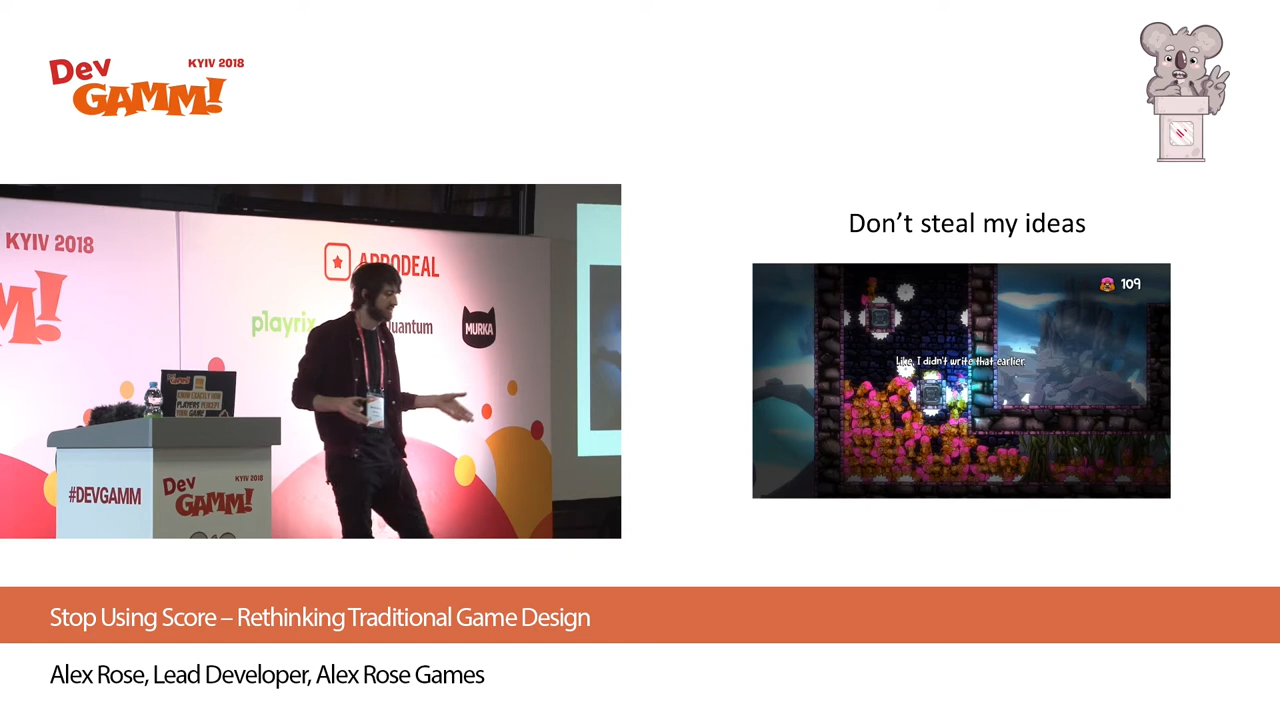 Dev
GAMM!
KYIV 2018
KYIV 2018
M!
APPODEAL
playrix
Quantum
MURKA
#DEVGAMM
Dev
GAMM!
KYIV 2018
Don't steal my ideas
109
Like, I didn't write that earlier.
Stop Using Score – Rethinking Traditional Game Design
Alex Rose, Lead Developer, Alex Rose Games